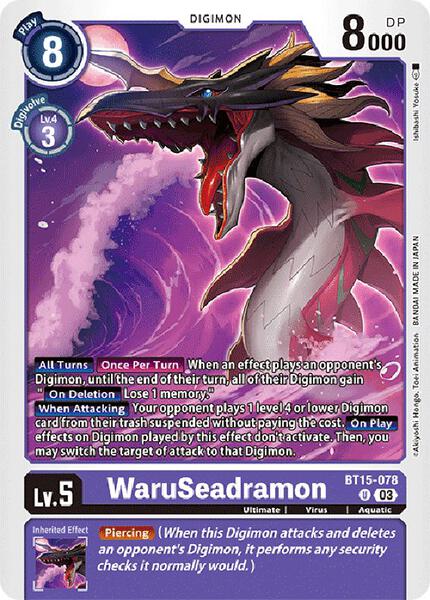 Play
8
DIGIMON
DP
8000
Digivolve
Lv.4
3
Ishibashi Yosuke
©Akiyoshi Hongo, Toei Animation BANDAI MADE IN JAPAN
All Turns Once Per Turn When an effect plays an opponent's
Digimon, until the end of their turn, all of their Digimon gain
" On Deletion Lose 1 memory."
When Attacking Your opponent plays 1 level 4 or lower Digimon
card from their trash suspended without paying the cost. On Play
effects on Digimon played by this effect don't activate. Then, you
may switch the target of attack to that Digimon.
Lv.5
WaruSeadramon
BT15-078
U 03
Ultimate | Virus | Aquatic
Inherited Effect
Piercing (When this Digimon attacks and deletes
an opponent's Digimon, it performs any security
checks it normally would.)